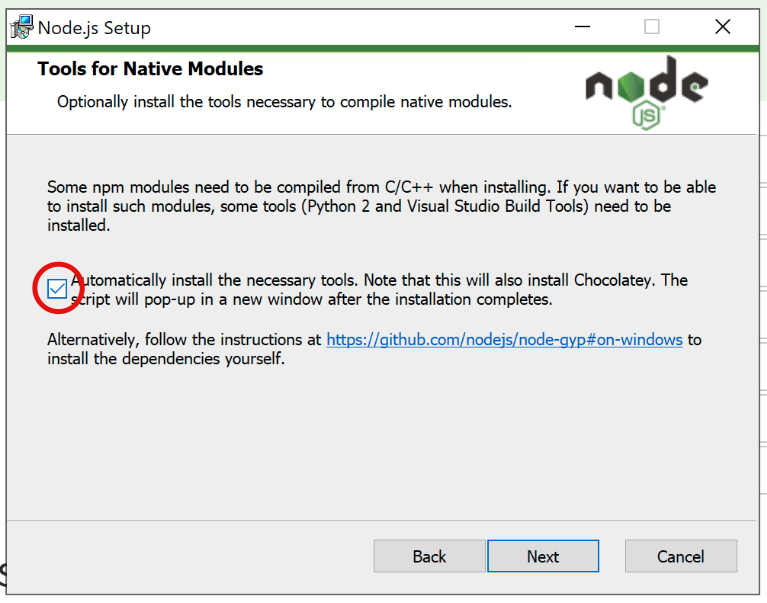 Node.js Setup
Tools for Native Modules
Optionally install the tools necessary to compile native modules.
node
JS
Some npm modules need to be compiled from C/C++ when installing. If you want to be able
to install such modules, some tools (Python 2 and Visual Studio Build Tools) need to be
installed.
Automatically install the necessary tools. Note that this will also install Chocolatey. The
script will pop-up in a new window after the installation completes.
Alternatively, follow the instructions at https://github.com/nodejs/node-gyp#on-windows to
install the dependencies yourself.
Back
Next
Cancel